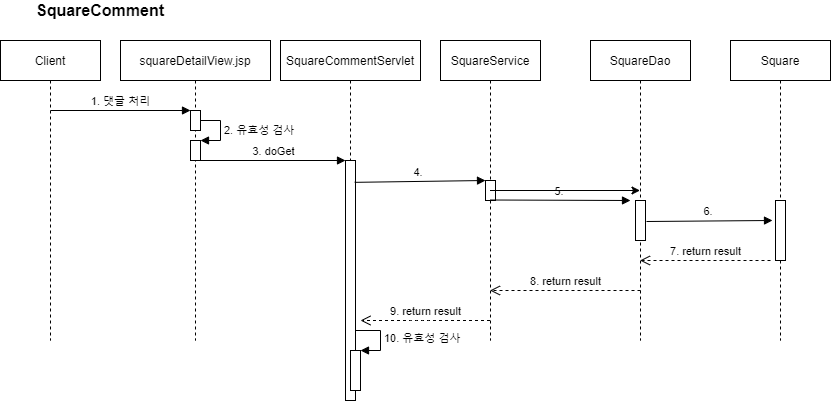 SquareComment
Client
squareDetailView.jsp
SquareCommentServlet
SquareService
SquareDao
Square
1. 댓글 처리
2. 유효성 검사
3. doGet
4.
5.
6.
7. return result
8. return result
9. return result
10. 유효성 검사